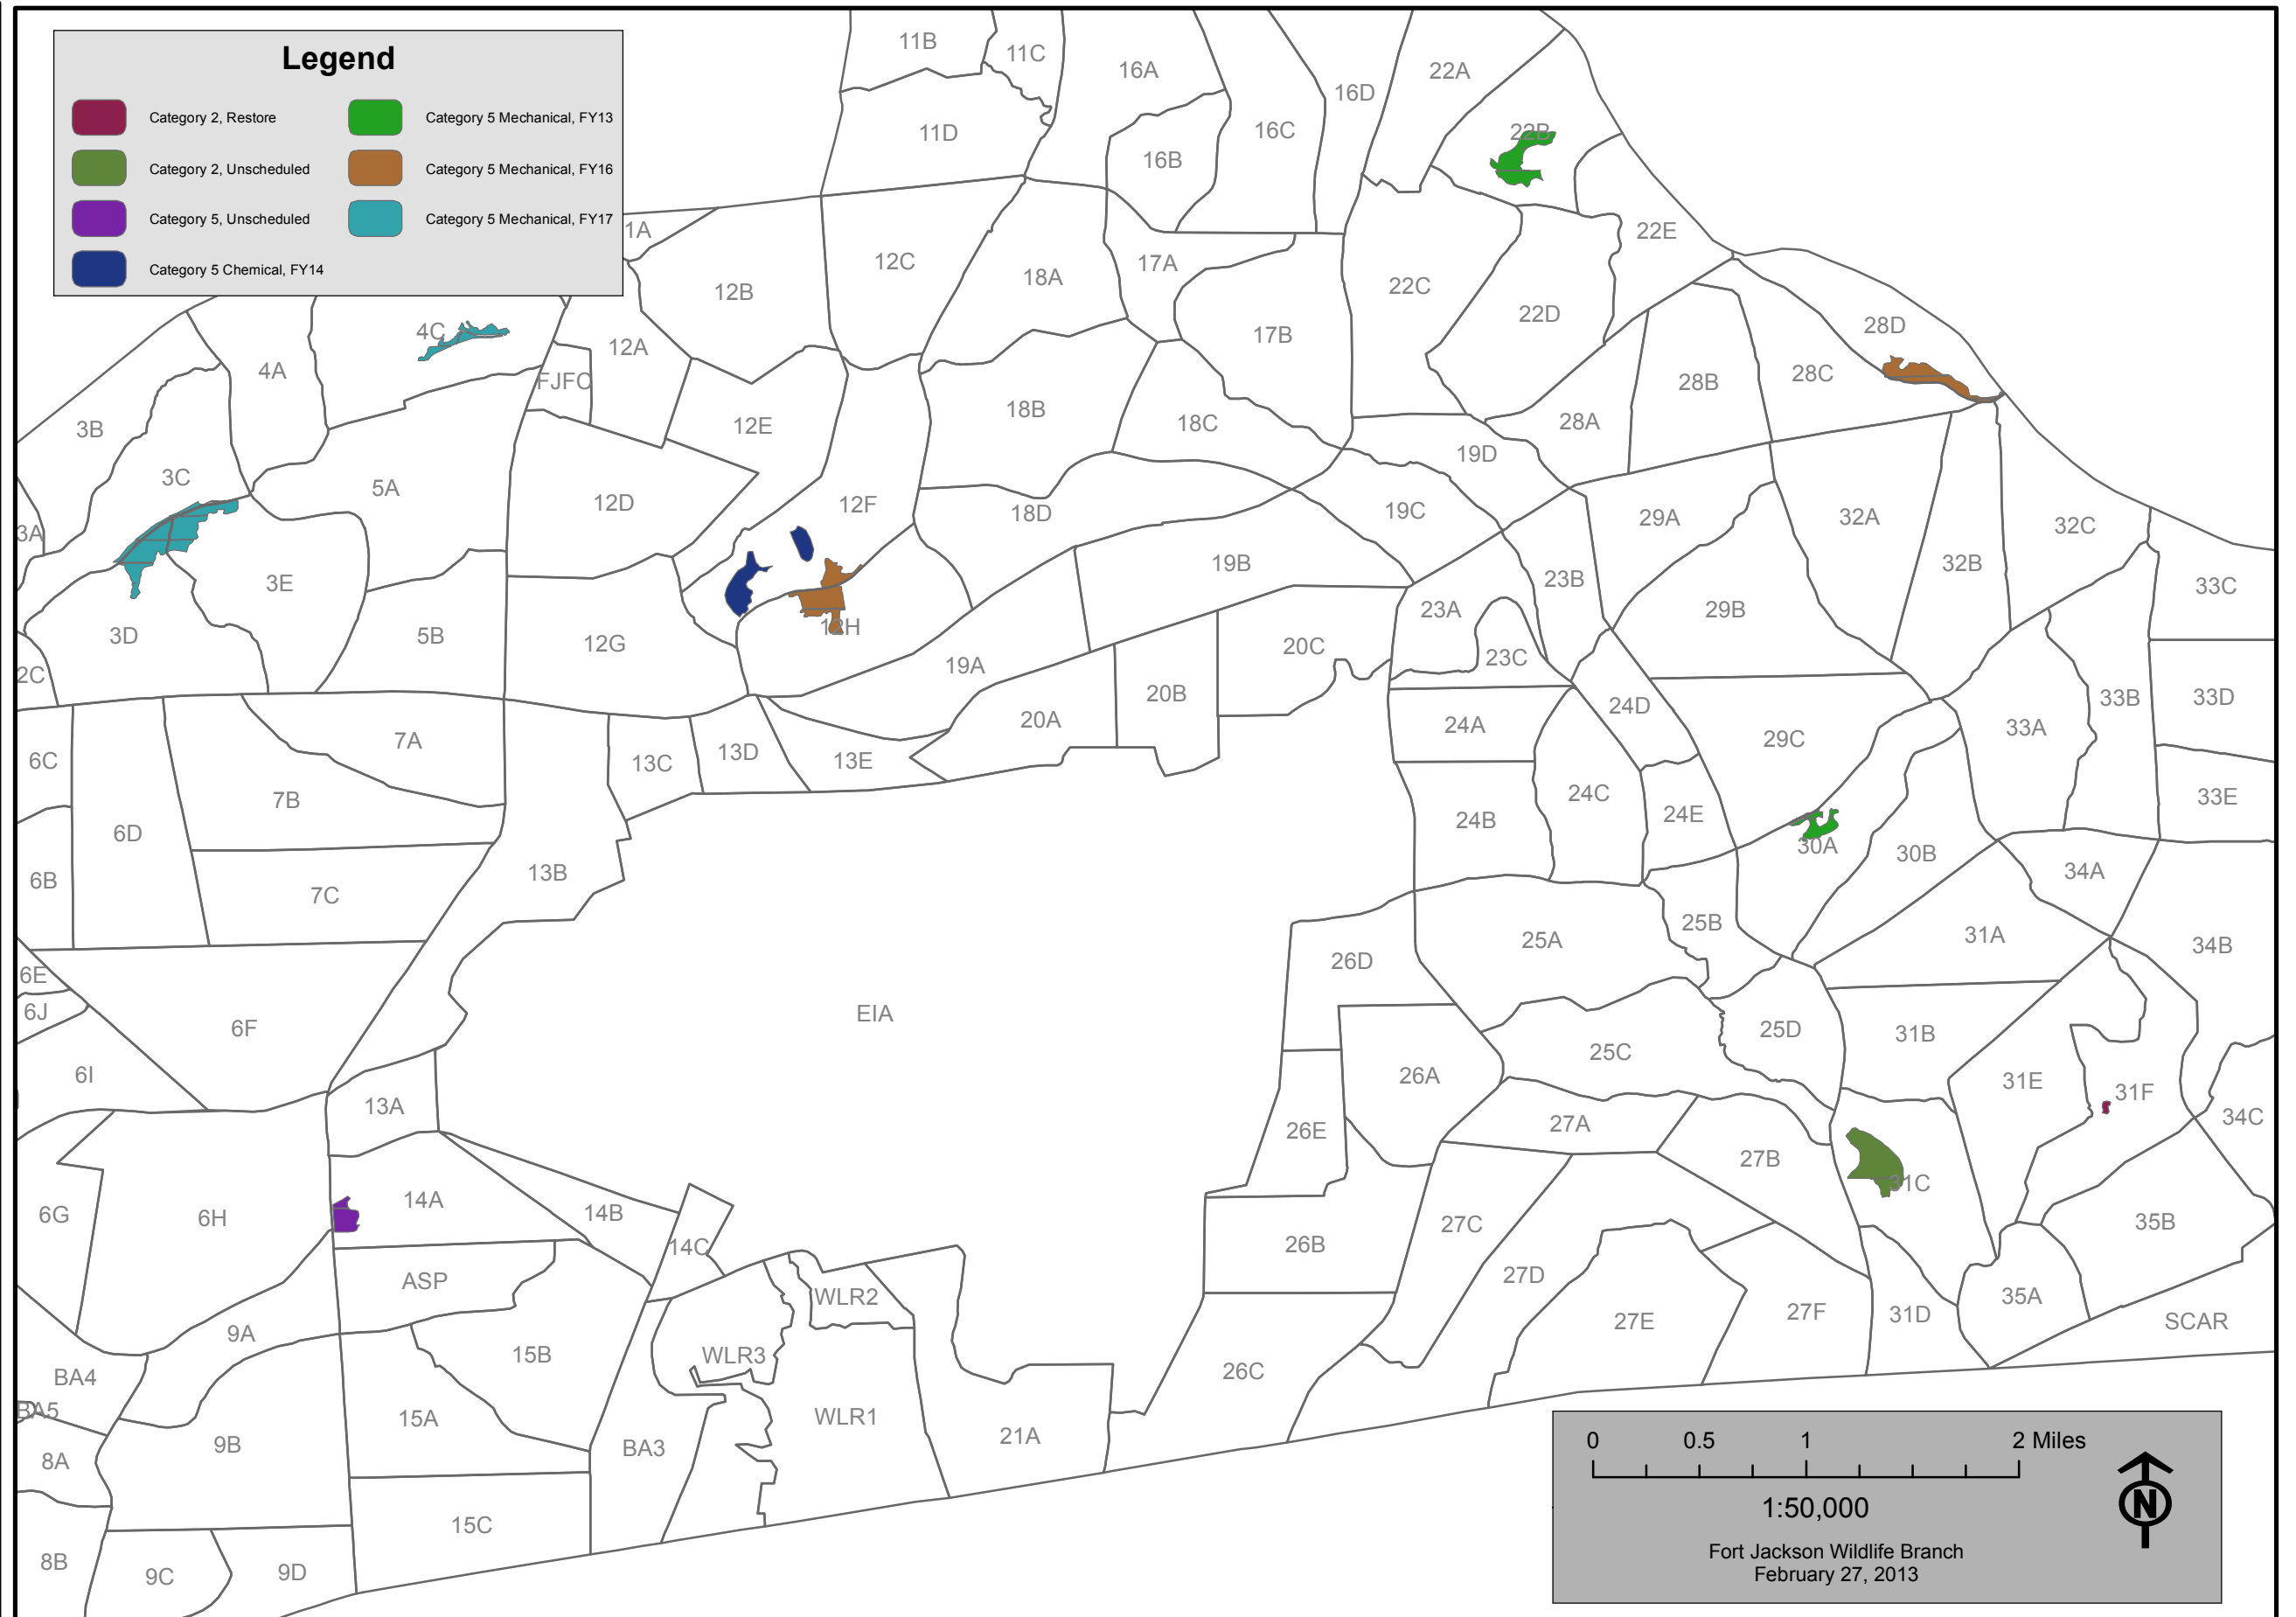 Legend
Category 2, Restore
Category 5 Mechanical, FY13
Category 2, Unscheduled
Category 5 Mechanical, FY16
Category 5, Unscheduled
Category 5 Mechanical, FY17
Category 5 Chemical, FY14
11B
11C
16A
22A
16D
11D
16C
22B
16B
1A
22E
12C
17A
18A
22C
12B
22D
28D
4C
17B
12A
4A
28C
FJFC
28B
18B
28A
18C
12E
3B
19D
3C
5A
12D
12F
18D
19C
29A
32A
32C
3A
19B
32B
23B
3E
33C
23A
29B
12H
3D
5B
12G
20C
23C
19A
2C
20B
33D
33B
24D
20A
24A
33A
7A
29C
13D
13E
13C
6C
33E
7B
24C
24E
24B
6D
30A
30B
13B
34A
6B
7C
25B
31A
25A
34B
26D
6E
6J
EIA
6F
25D
31B
25C
6I
26A
31E
31F
13A
34C
27A
26E
27B
31C
14A
14B
6G
6H
35B
27C
26B
14C
27D
ASP
WLR2
35A
27F
31D
27E
SCAR
9A
15B
WLR3
26C
BA4
BA5
15A
WLR1
21A
9B
BA3
8A
15C
8B
9C
9D
0 0.5 1 2 Miles
1:50,000
N
Fort Jackson Wildlife Branch
February 27, 2013